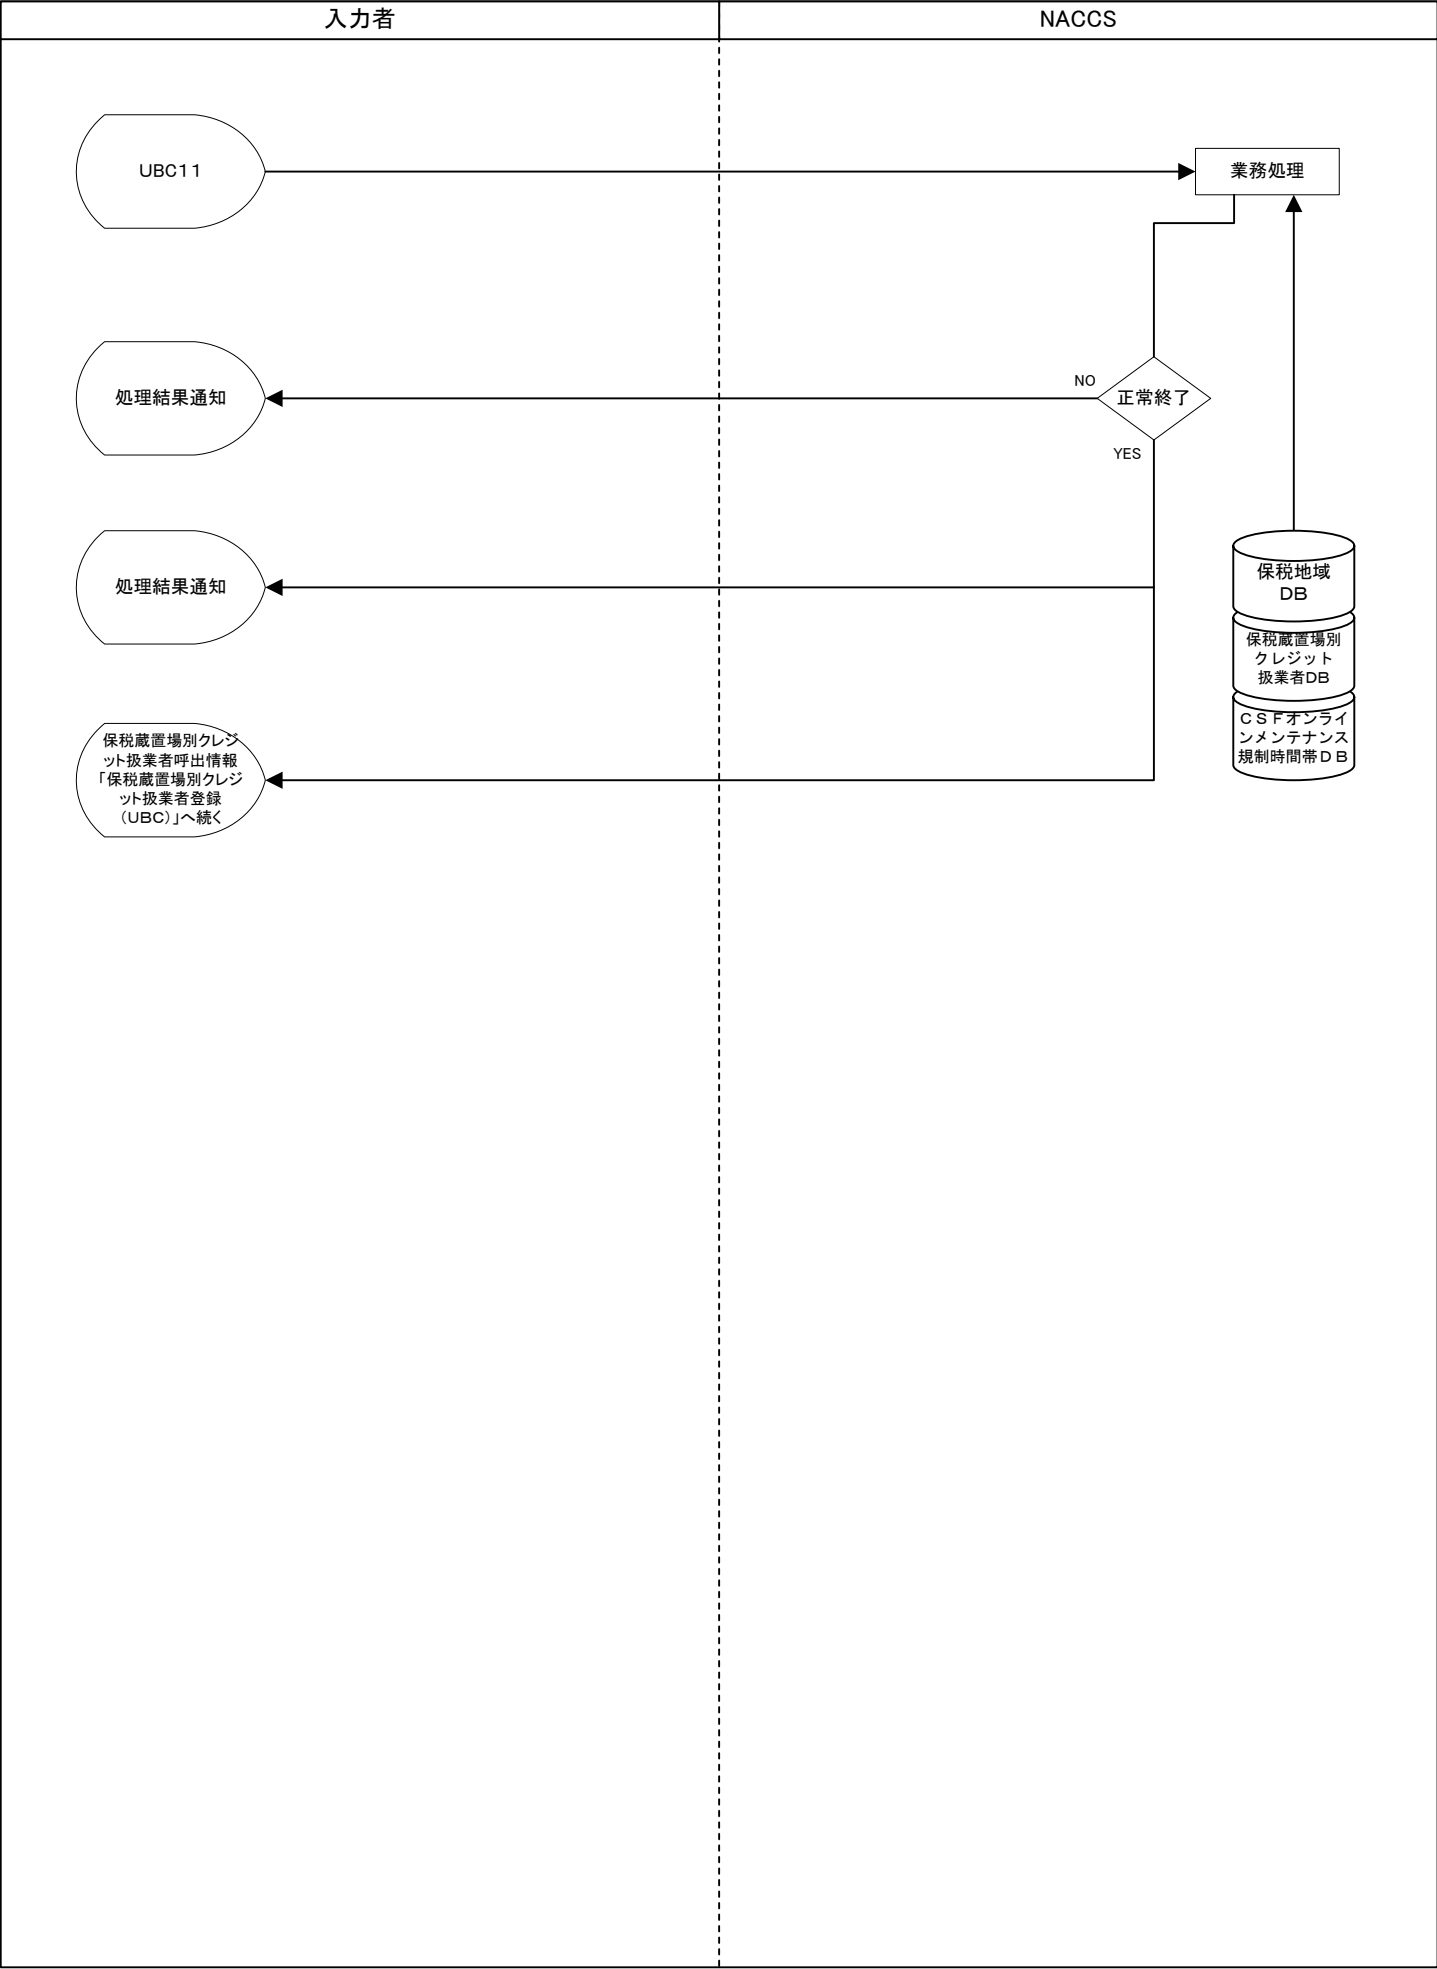 入力者
NACCS
UBC11
業務処理
処理結果通知
NO
正常終了
YES
処理結果通知
保税地域
DB
保税蔵置場別
クレジット
扱業者DB
CSFオンライ
ンメンテナンス
規制時間帯DB
保税蔵置場別クレジ
ット扱業者呼出情報
「保税蔵置場別クレジ
ット扱業者登録
(UBC)」へ続く